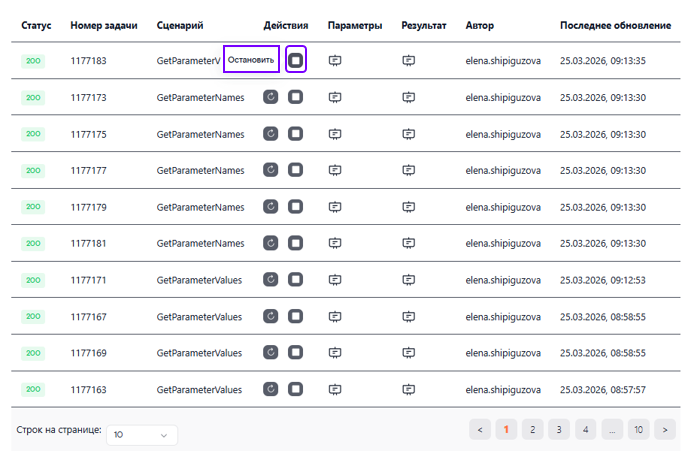 Статус Номер задачи Сценарий Действия Параметры Результат Автор Последнее обновление
200 1177183 GetParameterV Остановить elena.shipiguzova 25.03.2026, 09:13:35
200 1177173 GetParameterNames elena.shipiguzova 25.03.2026, 09:13:30
200 1177175 GetParameterNames elena.shipiguzova 25.03.2026, 09:13:30
200 1177177 GetParameterNames elena.shipiguzova 25.03.2026, 09:13:30
200 1177179 GetParameterNames elena.shipiguzova 25.03.2026, 09:13:30
200 1177181 GetParameterNames elena.shipiguzova 25.03.2026, 09:13:30
200 1177171 GetParameterValues elena.shipiguzova 25.03.2026, 09:12:53
200 1177167 GetParameterValues elena.shipiguzova 25.03.2026, 08:58:55
200 1177169 GetParameterValues elena.shipiguzova 25.03.2026, 08:58:55
200 1177163 GetParameterValues elena.shipiguzova 25.03.2026, 08:57:57
Строк на странице: 10 < 1 2 3 4 ... 10 >